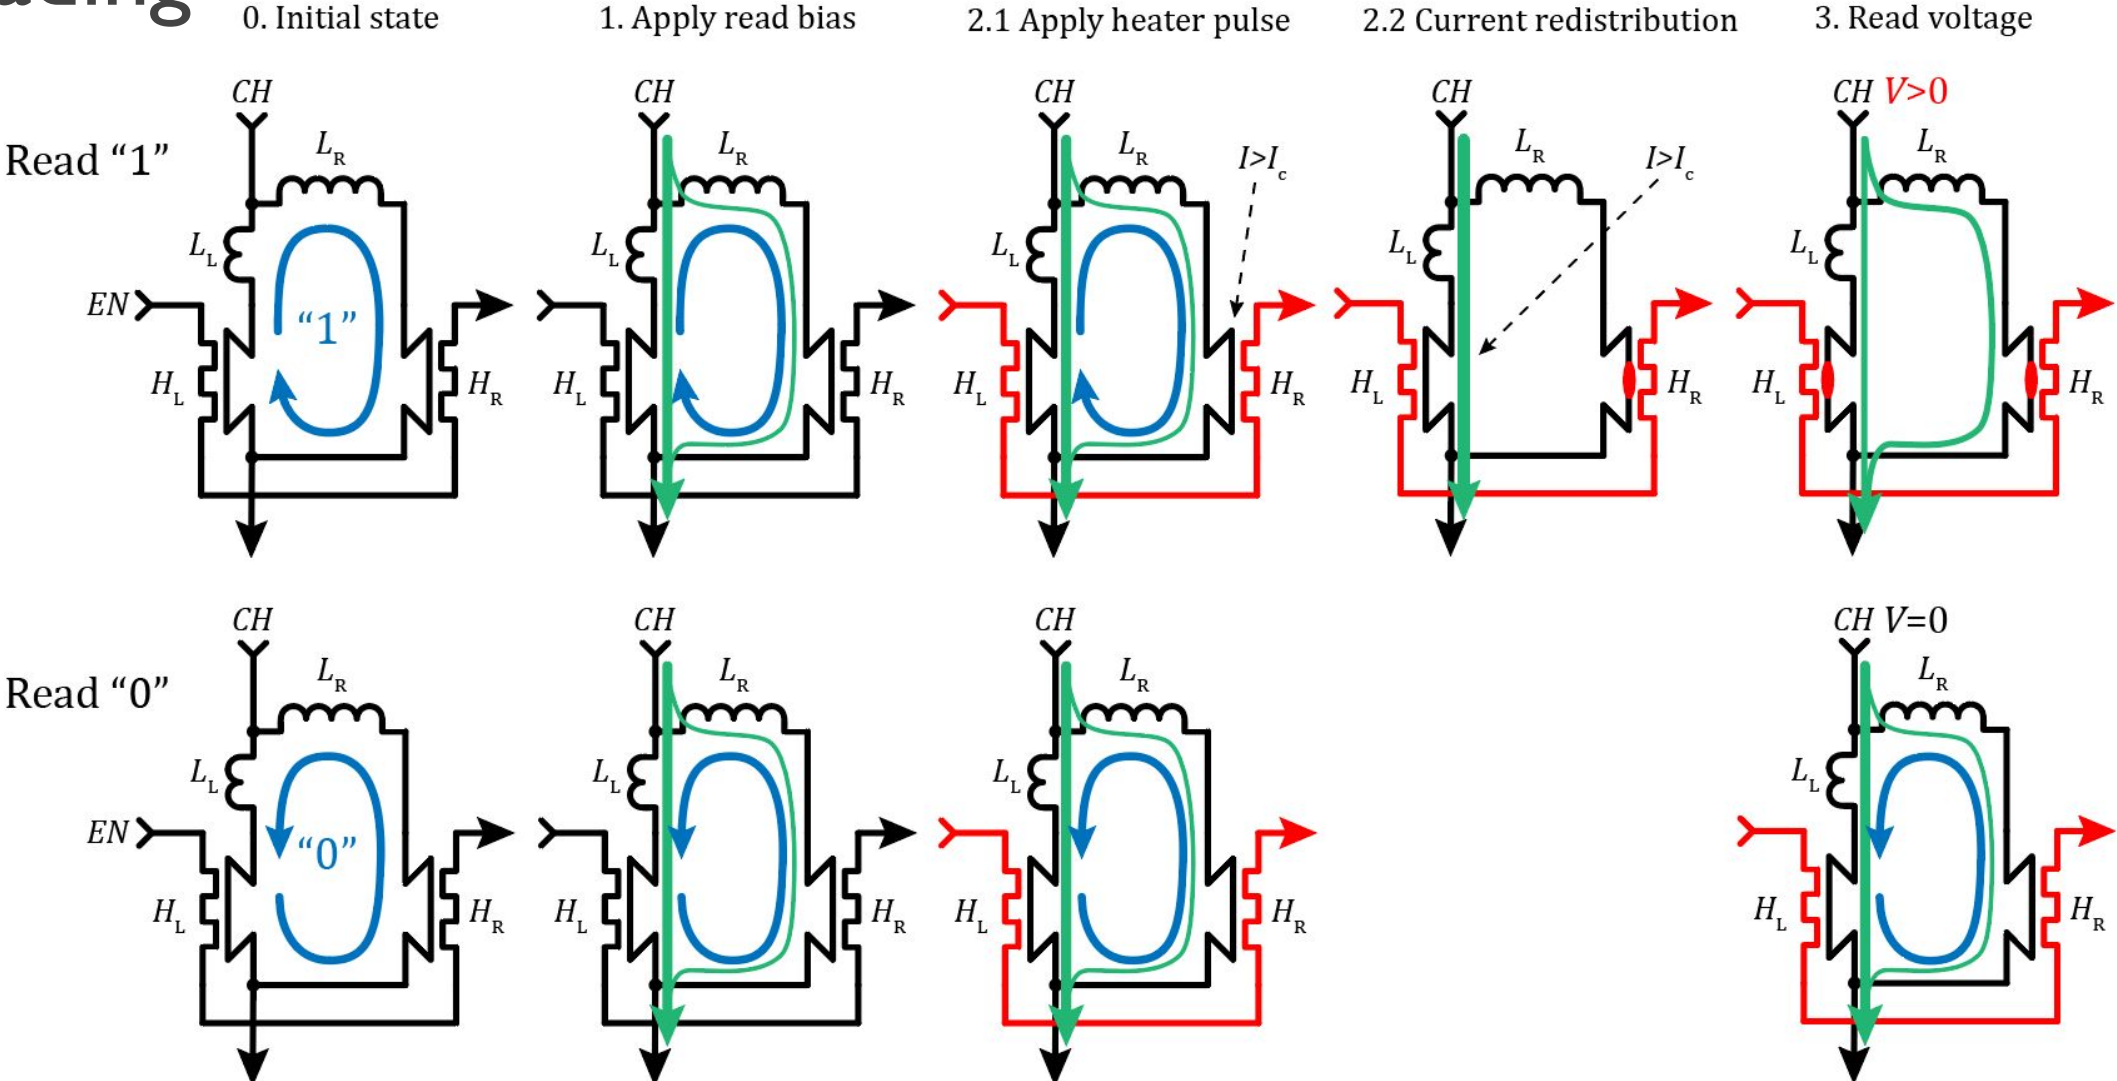 0. Initial state
1. Apply read bias
2.1 Apply heater pulse
2.2 Current redistribution
3. Read voltage
Read “1”
CH
L_R
L_L
EN
“1”
H_L
H_R
CH
L_R
L_L
H_L
H_R
CH
L_R
I>I_c
L_L
H_L
H_R
CH
L_R
I>I_c
L_L
H_L
H_R
CH V>0
L_R
L_L
H_L
H_R
Read “0”
CH
L_R
L_L
EN
“0”
H_L
H_R
CH
L_R
L_L
H_L
H_R
CH
L_R
L_L
H_L
H_R
CH V=0
L_R
L_L
H_L
H_R